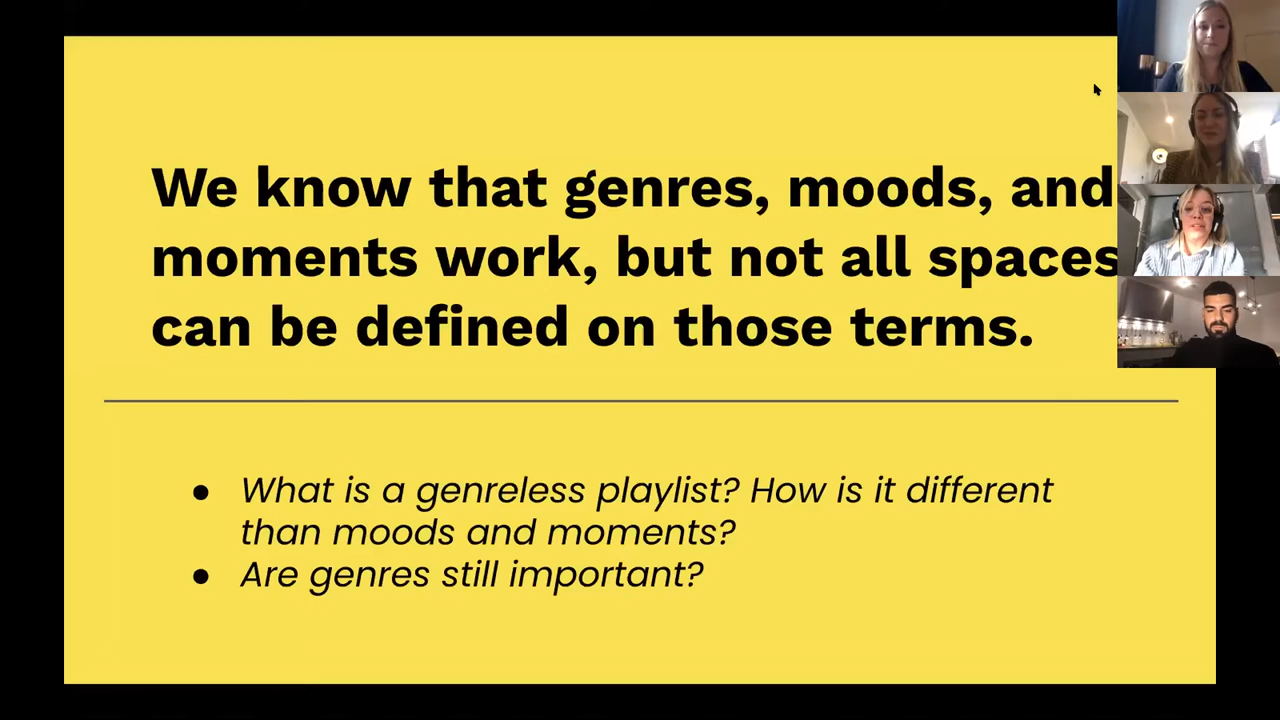 We know that genres, moods, and
moments work, but not all spaces
can be defined on those terms.
● What is a genreless playlist? How is it different
than moods and moments?
● Are genres still important?